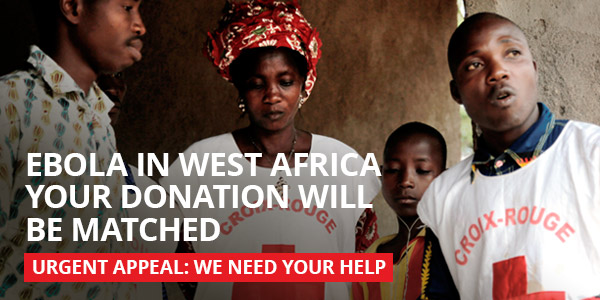 EBOLA IN WEST AFRICA
YOUR DONATION WILL
BE MATCHED
URGENT APPEAL: WE NEED YOUR HELP
CROIX-ROUGE
CROIX-ROUGE